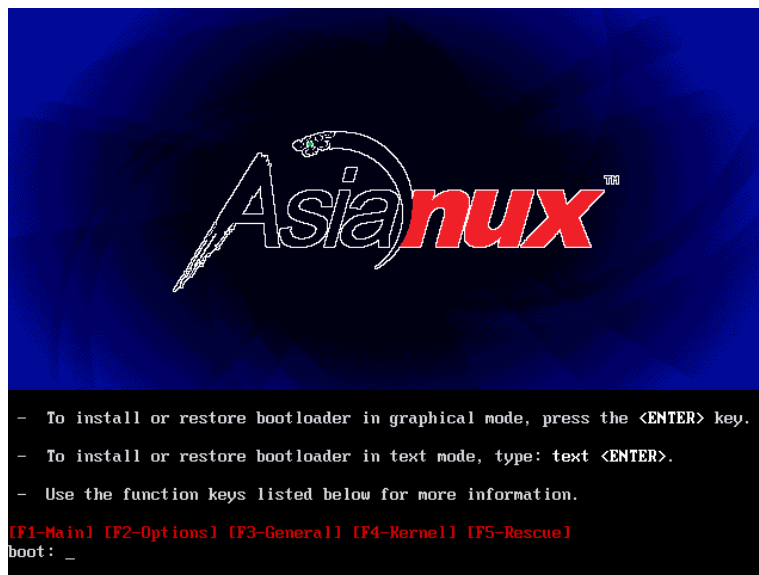 Asianux™
- To install or restore bootloader in graphical mode, press the <ENTER> key.
- To install or restore bootloader in text mode, type: text <ENTER>.
- Use the function keys listed below for more information.
[F1-Main] [F2-Options] [F3-General] [F4-Kernel] [F5-Rescue]
boot: _